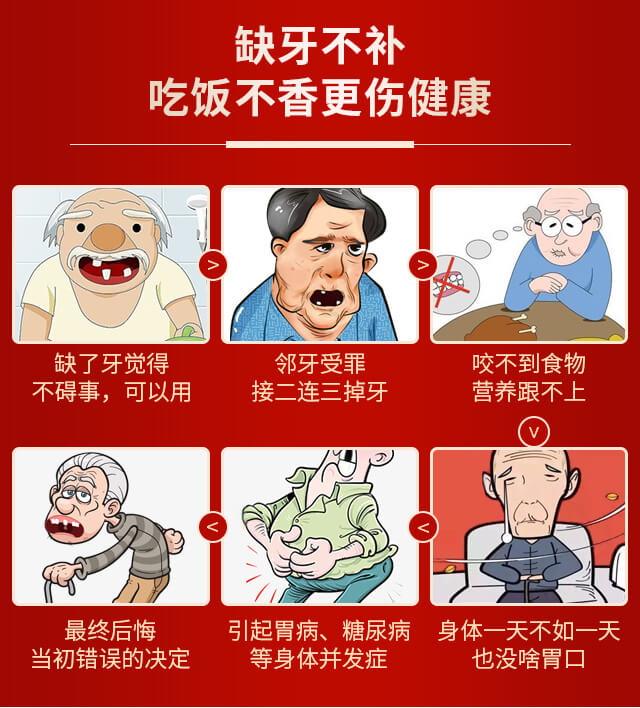 缺牙不补
吃饭不香更伤健康
缺了牙觉得
不碍事，可以用
邻牙受罪
接二连三掉牙
咬不到食物
营养跟不上
身体一天不如一天
也没啥胃口
引起胃病、糖尿病
等身体并发症
最终后悔
当初错误的决定